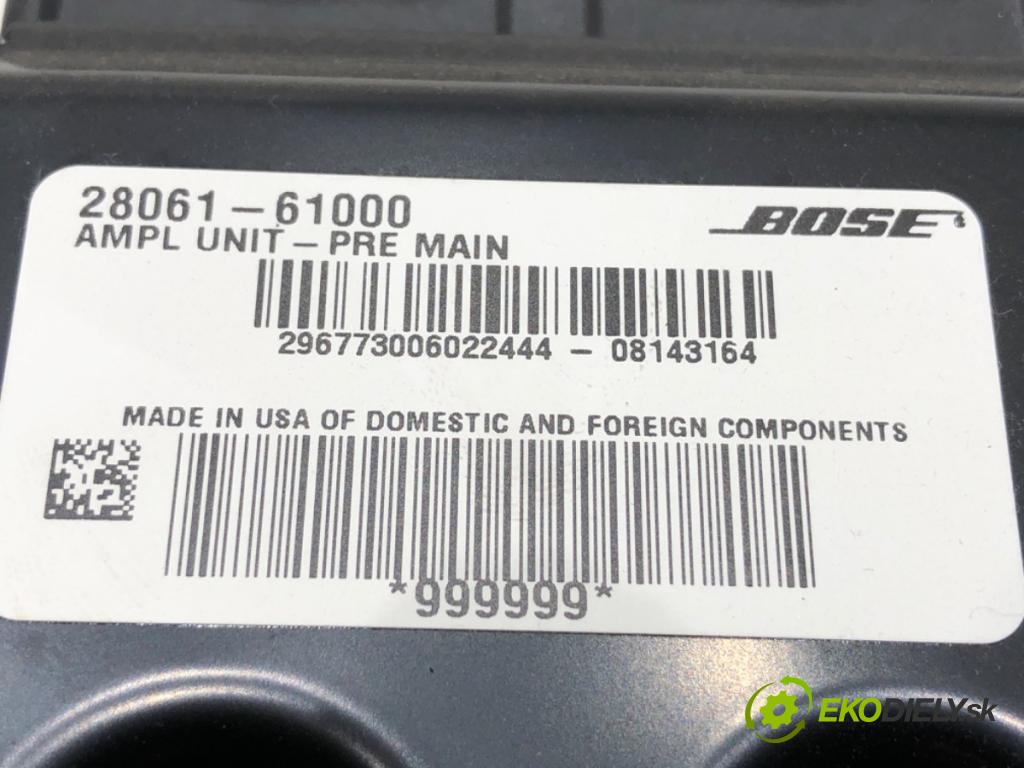 28061-61000
AMPL UNIT - PRE MAIN
BOSE
296773006022444 - 08143164
MADE IN USA OF DOMESTIC AND FOREIGN COMPONENTS
*999999*
EKODIELY.sk